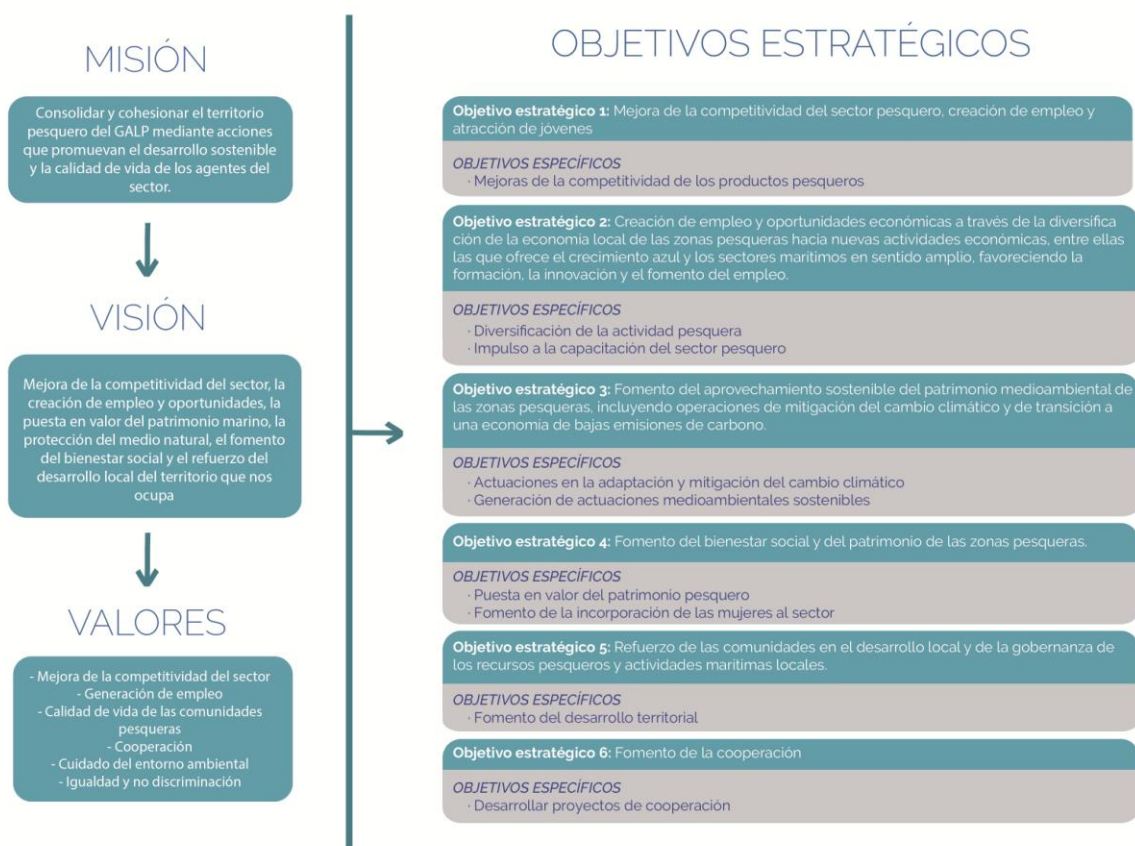 MISIÓN
Consolidar y cohesionar el territorio
pesquero del GALP mediante acciones
que promuevan el desarrollo sostenible
y la calidad de vida de los agentes del
sector.
VISIÓN
Mejora de la competitividad del sector, la
creación de empleo y oportunidades, la
puesta en valor del patrimonio marino, la
protección del medio natural, el fomento
del bienestar social y el refuerzo del
desarrollo local del territorio que nos
ocupa
VALORES
- Mejora de la competitividad del sector
- Generación de empleo
- Calidad de vida de las comunidades
pesqueras
- Cooperación
- Cuidado del entorno ambiental
- Igualdad y no discriminación
OBJETIVOS ESTRATÉGICOS
Objetivo estratégico 1: Mejora de la competitividad del sector pesquero, creación de empleo y
atracción de jóvenes
OBJETIVOS ESPECÍFICOS
· Mejoras de la competitividad de los productos pesqueros
Objetivo estratégico 2: Creación de empleo y oportunidades económicas a través de la diversifica
ción de la economía local de las zonas pesqueras hacia nuevas actividades económicas, entre ellas
las que ofrece el crecimiento azul y los sectores marítimos en sentido amplio, favoreciendo la
formación, la innovación y el fomento del empleo.
OBJETIVOS ESPECÍFICOS
· Diversificación de la actividad pesquera
· Impulso a la capacitación del sector pesquero
Objetivo estratégico 3: Fomento del aprovechamiento sostenible del patrimonio medioambiental de
las zonas pesqueras, incluyendo operaciones de mitigación del cambio climático y de transición a
una economía de bajas emisiones de carbono.
OBJETIVOS ESPECÍFICOS
· Actuaciones en la adaptación y mitigación del cambio climático
· Generación de actuaciones medioambientales sostenibles
Objetivo estratégico 4: Fomento del bienestar social y del patrimonio de las zonas pesqueras.
OBJETIVOS ESPECÍFICOS
· Puesta en valor del patrimonio pesquero
· Fomento de la incorporación de las mujeres al sector
Objetivo estratégico 5: Refuerzo de las comunidades en el desarrollo local y de la gobernanza de
los recursos pesqueros y actividades marítimas locales.
OBJETIVOS ESPECÍFICOS
· Fomento del desarrollo territorial
Objetivo estratégico 6: Fomento de la cooperación
OBJETIVOS ESPECÍFICOS
· Desarrollar proyectos de cooperación